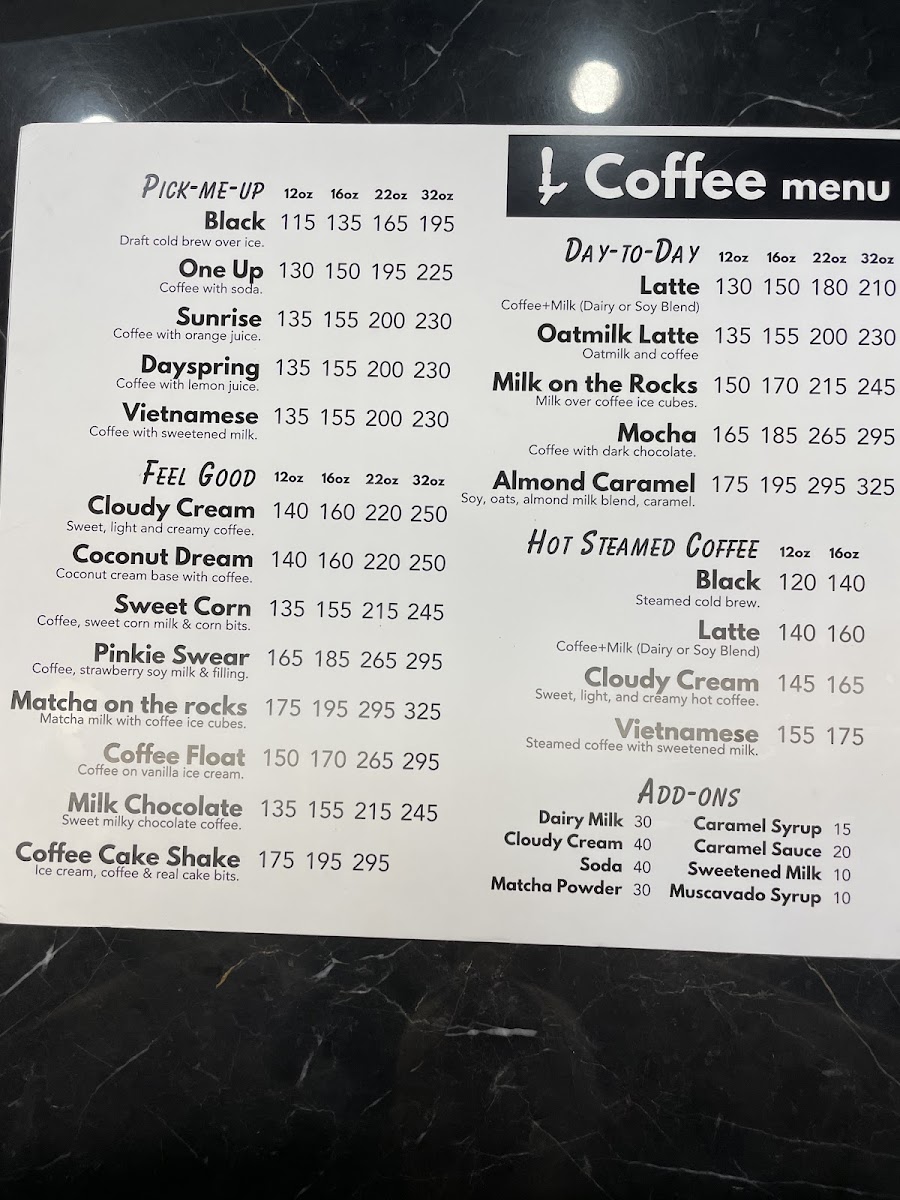 PICK-ME-UP 12oz 16oz 22oz 32oz
Black 115 135 165 195
Draft cold brew over ice.
One Up 130 150 195 225
Coffee with soda.
Sunrise 135 155 200 230
Coffee with orange juice.
Dayspring 135 155 200 230
Coffee with lemon juice.
Vietnamese 135 155 200 230
Coffee with sweetened milk.
FEEL GOOD 12oz 16oz 22oz 32oz
Cloudy Cream 140 160 220 250
Sweet, light and creamy coffee.
Coconut Dream 140 160 220 250
Coconut cream base with coffee.
Sweet Corn 135 155 215 245
Coffee, sweet corn milk & corn bits.
Pinkie Swear 165 185 265 295
Coffee, strawberry soy milk & filling.
Matcha on the rocks 175 195 295 325
Matcha milk with coffee ice cubes.
Coffee Float 150 170 265 295
Coffee on vanilla ice cream.
Milk Chocolate 135 155 215 245
Sweet milky chocolate coffee.
Coffee Cake Shake 175 195 295
Ice cream, coffee & real cake bits.
Coffee menu
DAY-TO-DAY 12oz 16oz 22oz 32oz
Latte 130 150 180 210
Coffee+Milk (Dairy or Soy Blend)
Oatmilk Latte 135 155 200 230
Oatmilk and coffee
Milk on the Rocks 150 170 215 245
Milk over coffee ice cubes.
Mocha 165 185 265 295
Coffee with dark chocolate.
Almond Caramel 175 195 295 325
Soy, oats, almond milk blend, caramel.
HOT STEAMED COFFEE 12oz 16oz
Black 120 140
Steamed cold brew.
Latte 140 160
Coffee+Milk (Dairy or Soy Blend)
Cloudy Cream 145 165
Sweet, light, and creamy hot coffee.
Vietnamese 155 175
Steamed coffee with sweetened milk.
ADD-ONS
Dairy Milk 30
Cloudy Cream 40
Soda 40
Matcha Powder 30
Caramel Syrup 15
Caramel Sauce 20
Sweetened Milk 10
Muscavado Syrup 10